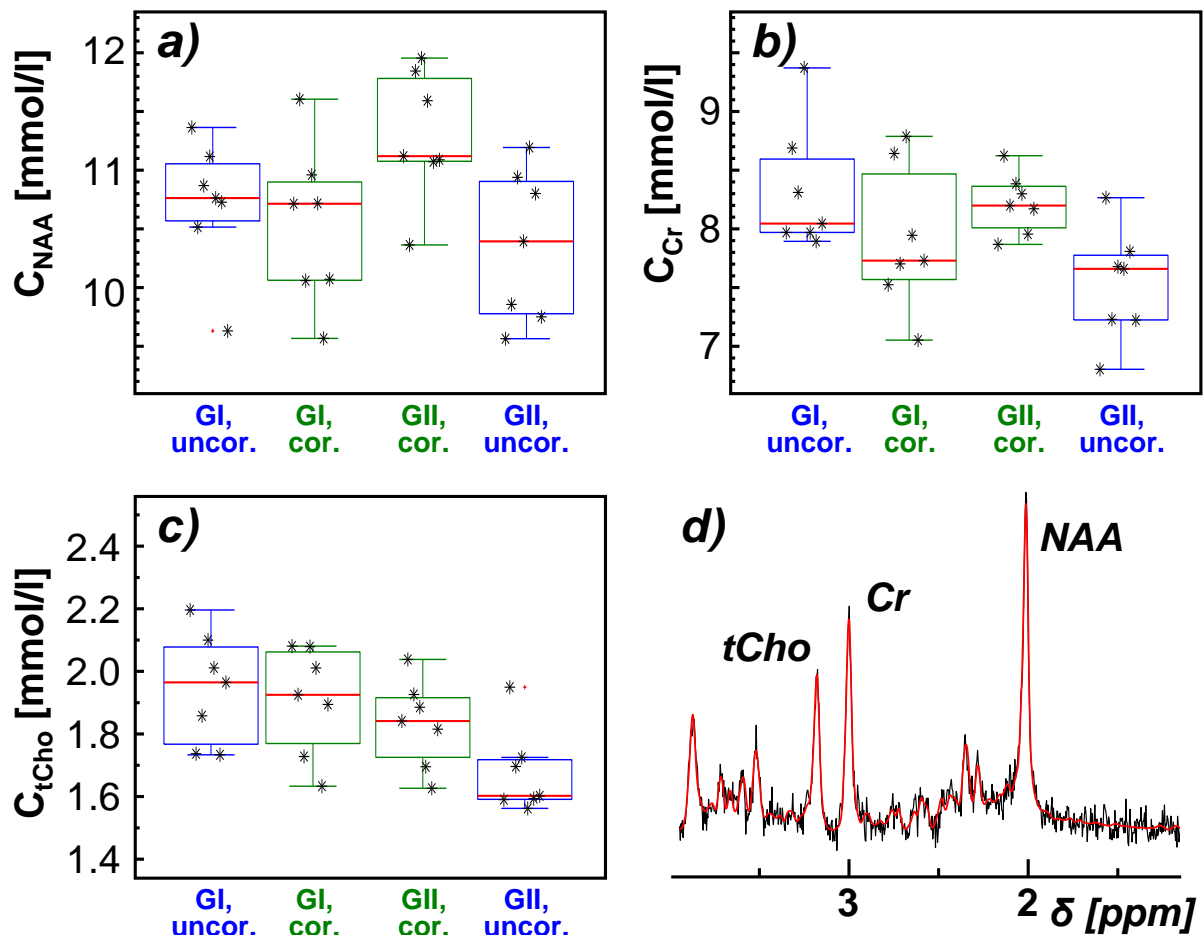 a)
C_NAA [mmol/l]
12
11
10
GI, GI, GII, GII,
uncor. cor. cor. uncor.
b)
C_Cr [mmol/l]
9
8
7
GI, GI, GII, GII,
uncor. cor. cor. uncor.
c)
C_tCho [mmol/l]
2.4
2.2
2.0
1.8
1.6
1.4
GI, GI, GII, GII,
uncor. cor. cor. uncor.
d)
NAA
Cr
tCho
3 2 δ [ppm]